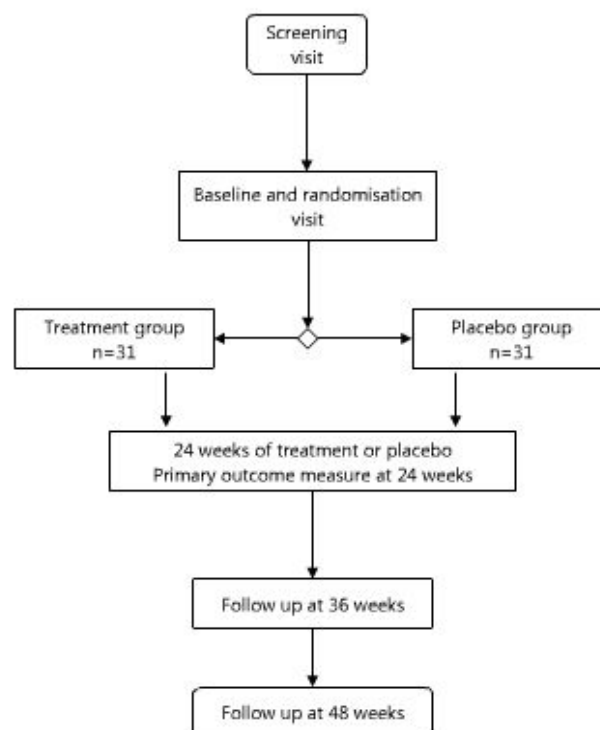 Screening
visit
Baseline and randomisation
visit
Treatment group
n=31
Placebo group
n=31
24 weeks of treatment or placebo
Primary outcome measure at 24 weeks
Follow up at 36 weeks
Follow up at 48 weeks